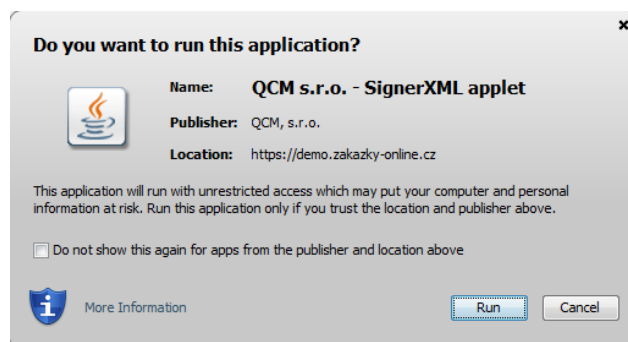 Do you want to run this application?
Name: QCM s.r.o. - SignerXML applet
Publisher: QCM, s.r.o.
Location: https://demo.zakazky-online.cz
This application will run with unrestricted access which may put your computer and personal
information at risk. Run this application only if you trust the location and publisher above.
Do not show this again for apps from the publisher and location above
More Information
Run
Cancel